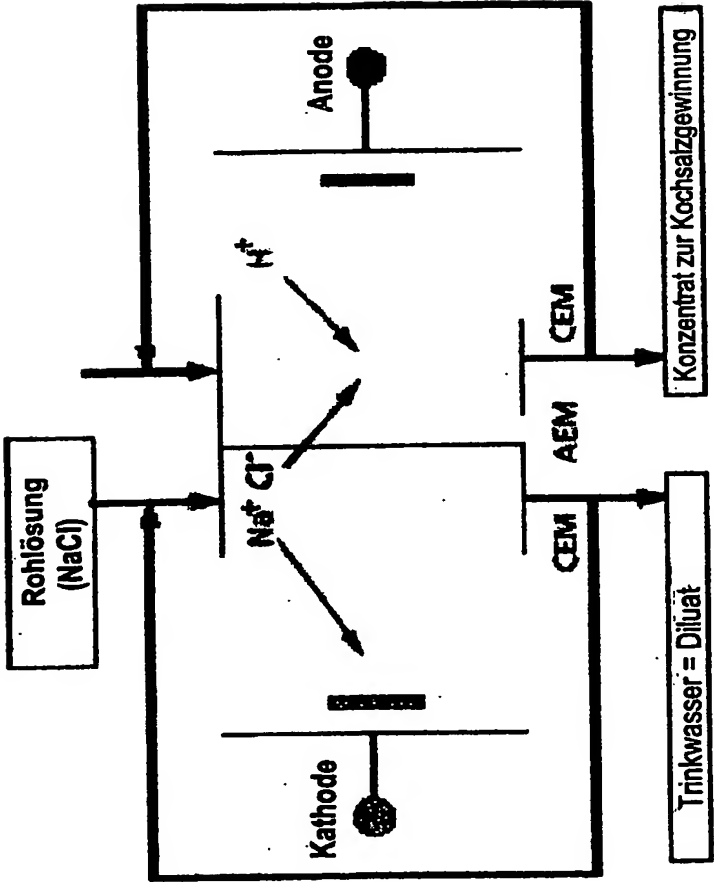 Rohlösung
(NaCl)
Kathode
Anode
Na⁺ Cl⁻
H⁺
CEM
AEM
CEM
Trinkwasser = Diluat
Konzentrat zur Kochsalzgewinnung